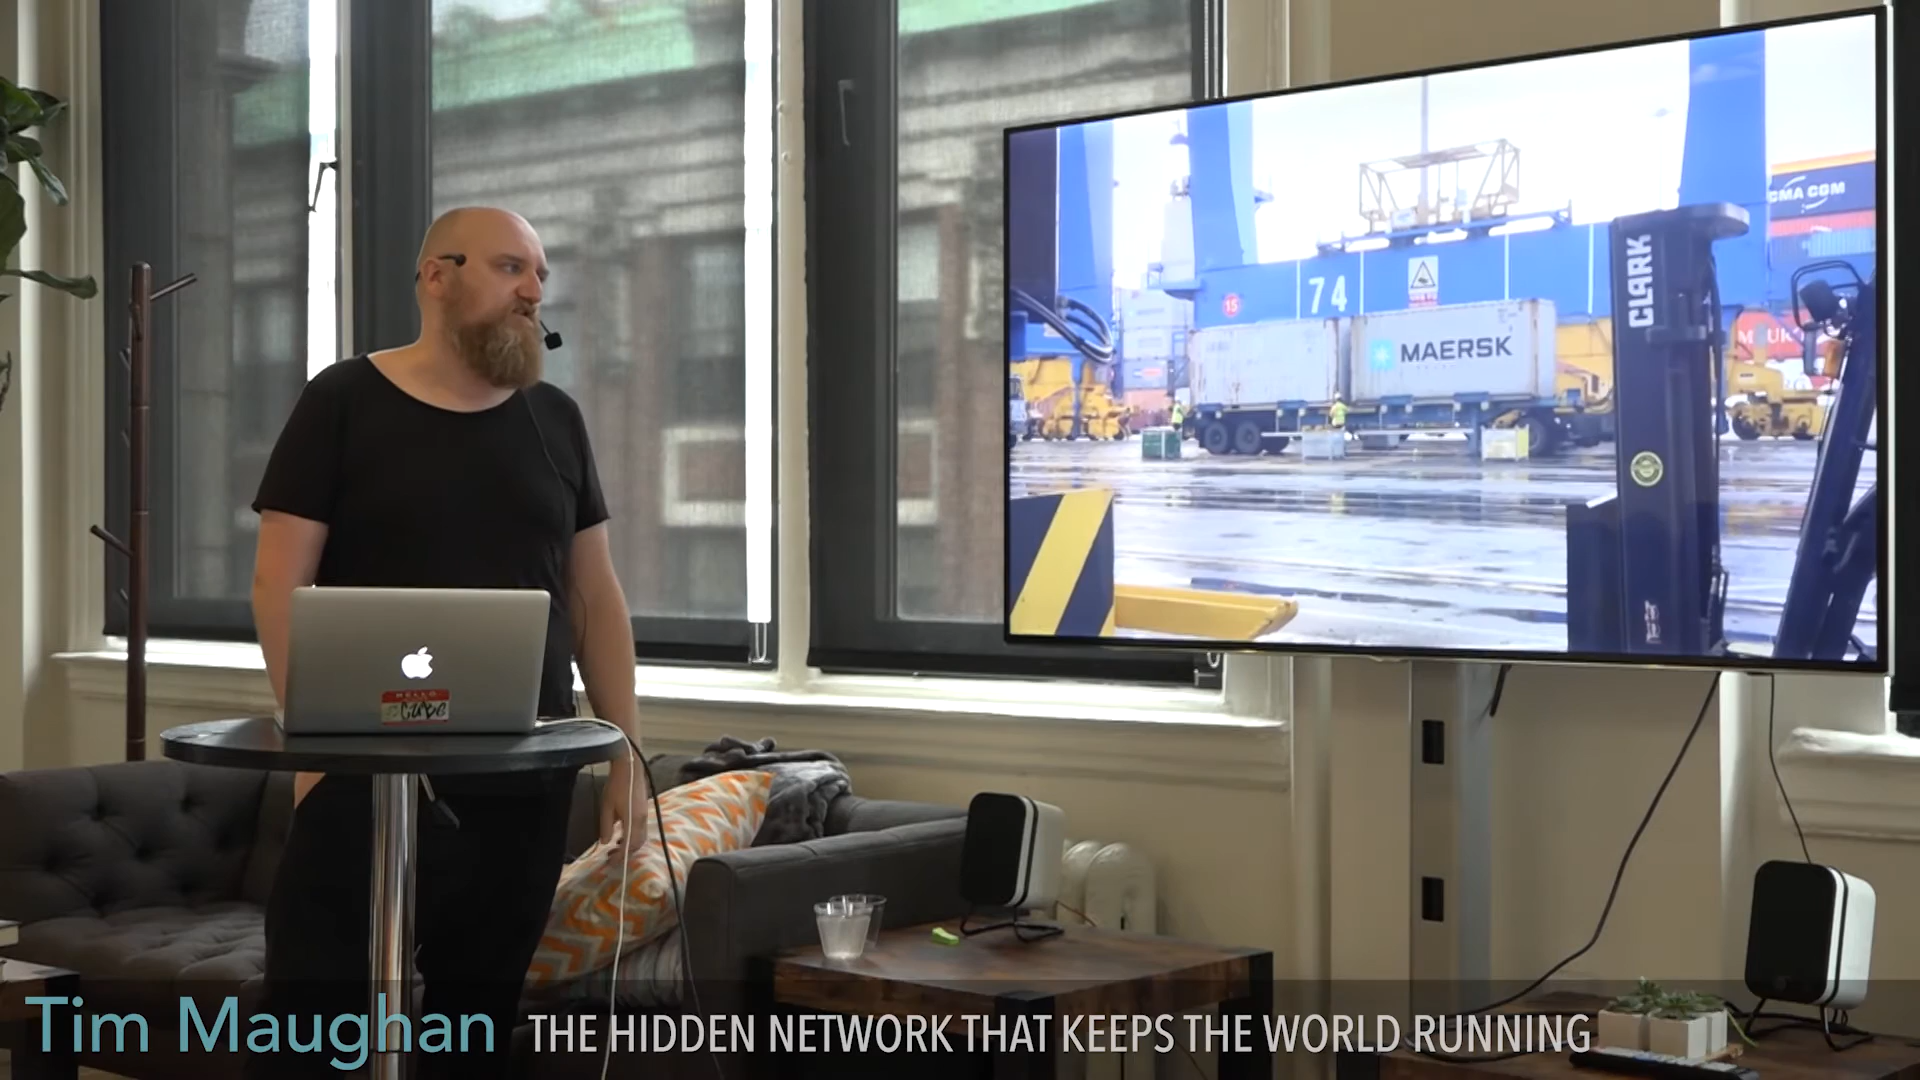 CMA CGM
CLARK
74
15
MAERSK
HELLO
Tim Maughan THE HIDDEN NETWORK THAT KEEPS THE WORLD RUNNING